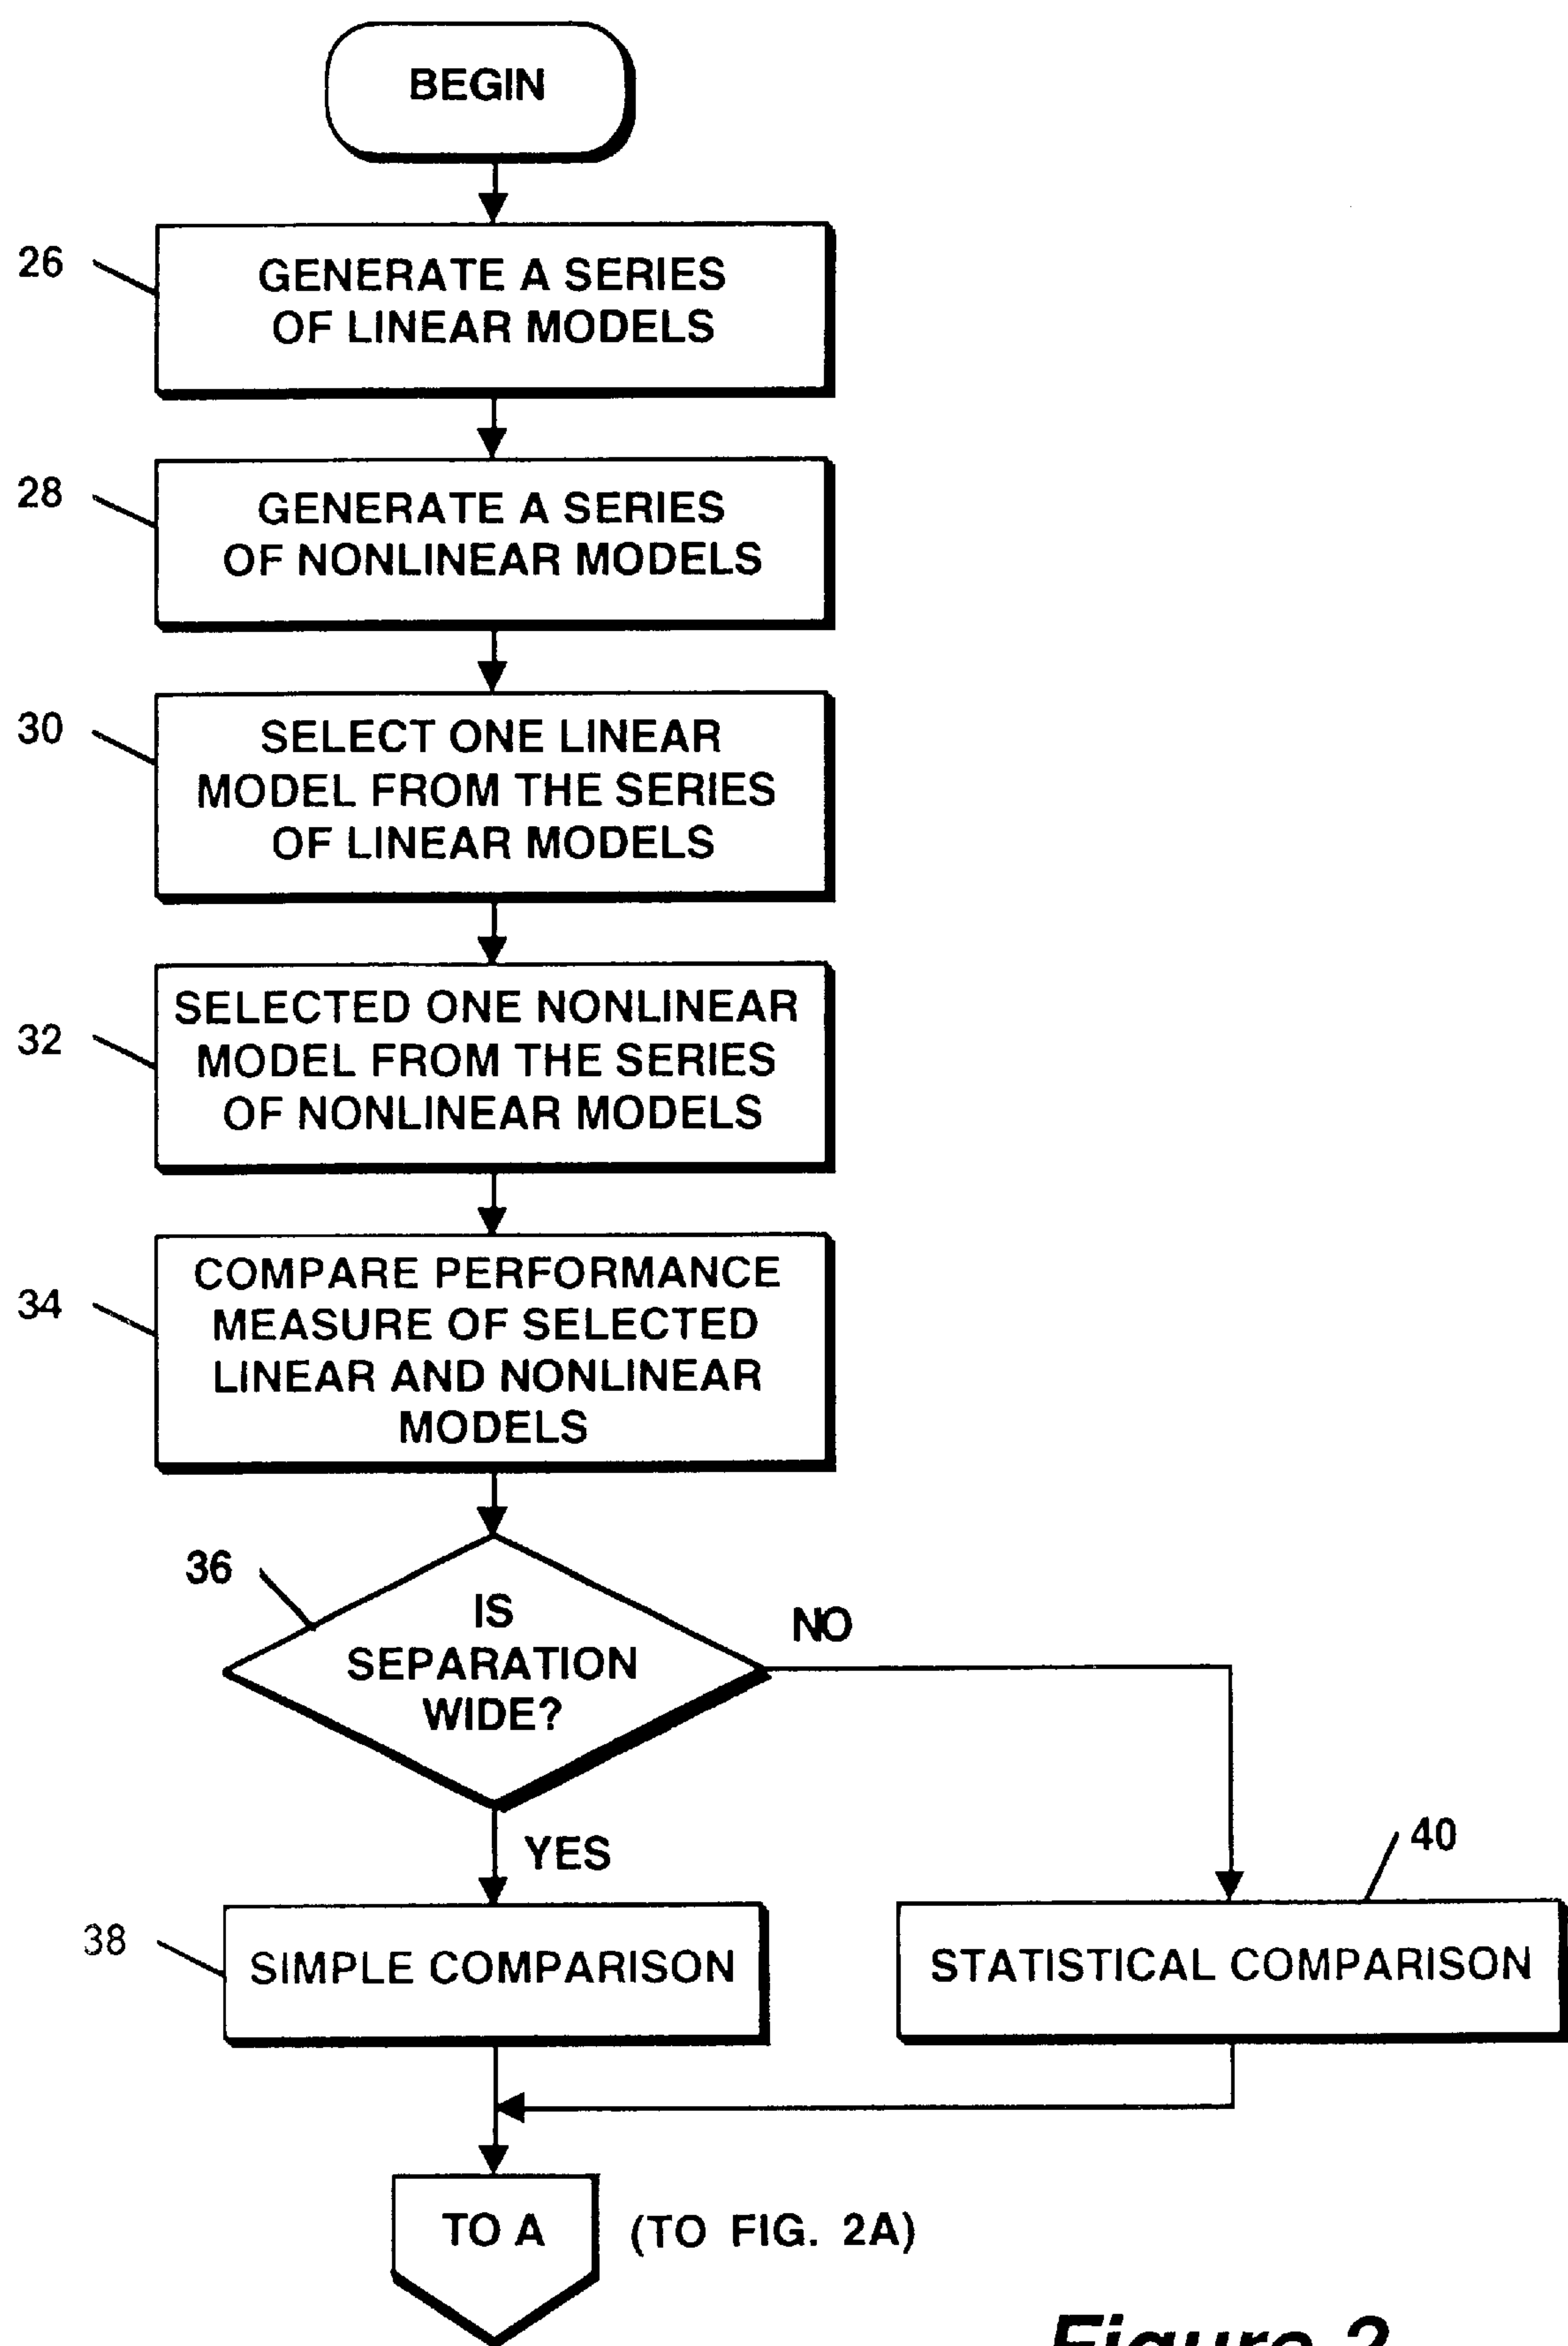 BEGIN
26
GENERATE A SERIES
OF LINEAR MODELS
28
GENERATE A SERIES
OF NONLINEAR MODELS
30
SELECT ONE LINEAR
MODEL FROM THE SERIES
OF LINEAR MODELS
32
SELECTED ONE NONLINEAR
MODEL FROM THE SERIES
OF NONLINEAR MODELS
34
COMPARE PERFORMANCE
MEASURE OF SELECTED
LINEAR AND NONLINEAR
MODELS
36
IS
SEPARATION
WIDE?
NO
YES
40
38
SIMPLE COMPARISON
STATISTICAL COMPARISON
TO A
(TO FIG. 2A)
Figure 2